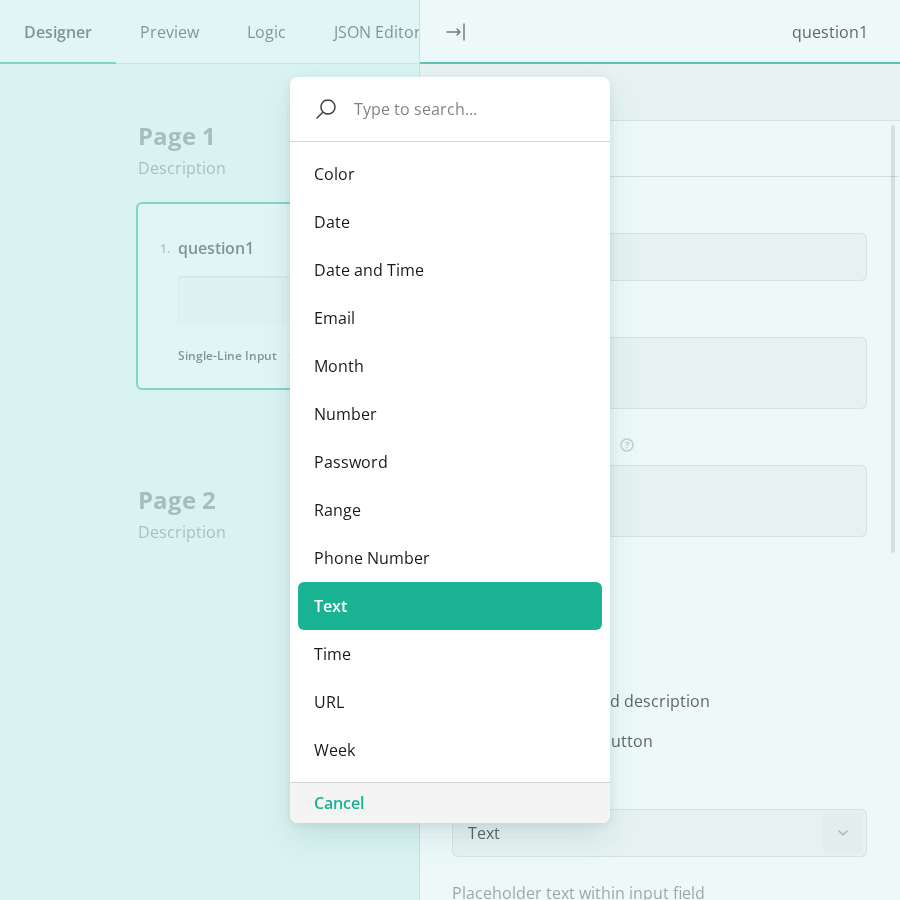 Designer
Preview
Logic
JSON Editor
question1
Type to search...
Page 1
Description
1. question1
Single-Line Input
Page 2
Description
Color
Date
Date and Time
Email
Month
Number
Password
Range
Phone Number
Text
Time
URL
Week
Cancel
description
Text
Placeholder text within input field